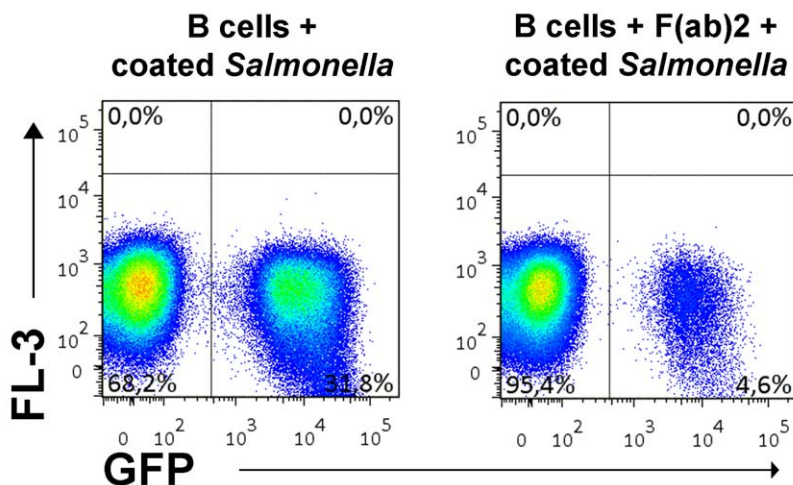 B cells +
coated Salmonella
B cells + F(ab)2 +
coated Salmonella
FL-3
10^5
10^4
10^3
10^2
0
0,0%
0,0%
68,2%
31,8%
0 10^2 10^3 10^4 10^5
10^5
10^4
10^3
10^2
0
0,0%
0,0%
95,4%
4,6%
0 10^2 10^3 10^4 10^5
GFP